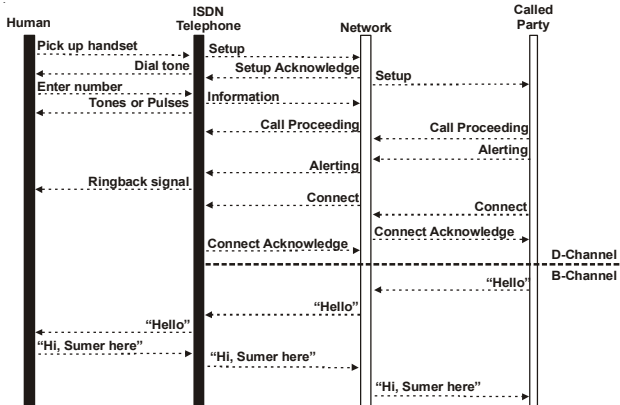 Human
ISDN
Telephone
Network
Called
Party
Pick up handset
Setup
Dial tone
Setup Acknowledge
Setup
Enter number
Information
Tones or Pulses
Call Proceeding
Call Proceeding
Alerting
Alerting
Ringback signal
Connect
Connect
Connect Acknowledge
Connect Acknowledge
D-Channel
B-Channel
“Hello”
“Hello”
“Hello”
“Hi, Sumer here”
“Hi, Sumer here”
“Hi, Sumer here”